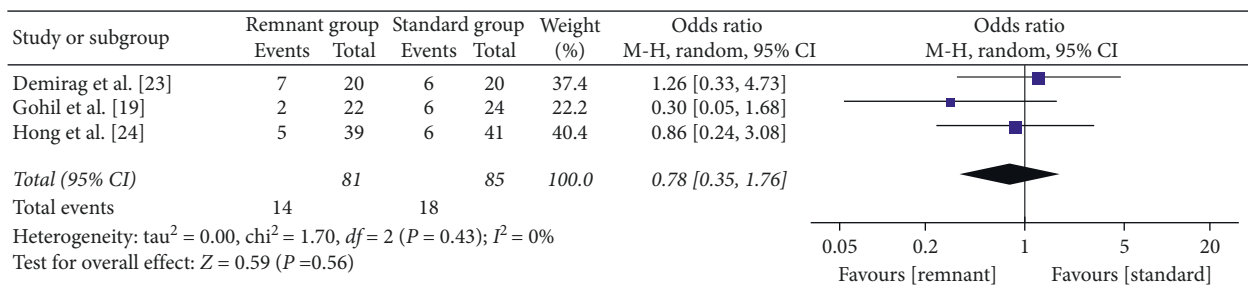 Study or subgroup Remnant group Standard group Weight Odds ratio Odds ratio
Events Total Events Total (%) M-H, random, 95% CI M-H, random, 95% CI
Demirag et al. [23] 7 20 6 20 37.4 1.26 [0.33, 4.73]
Gohil et al. [19] 2 22 6 24 22.2 0.30 [0.05, 1.68]
Hong et al. [24] 5 39 6 41 40.4 0.86 [0.24, 3.08]
Total (95% CI) 81 85 100.0 0.78 [0.35, 1.76]
Total events 14 18
Heterogeneity: tau² = 0.00, chi² = 1.70, df = 2 (P = 0.43); I² = 0%
Test for overall effect: Z = 0.59 (P =0.56)
0.05 0.2 1 5 20
Favours [remnant] Favours [standard]